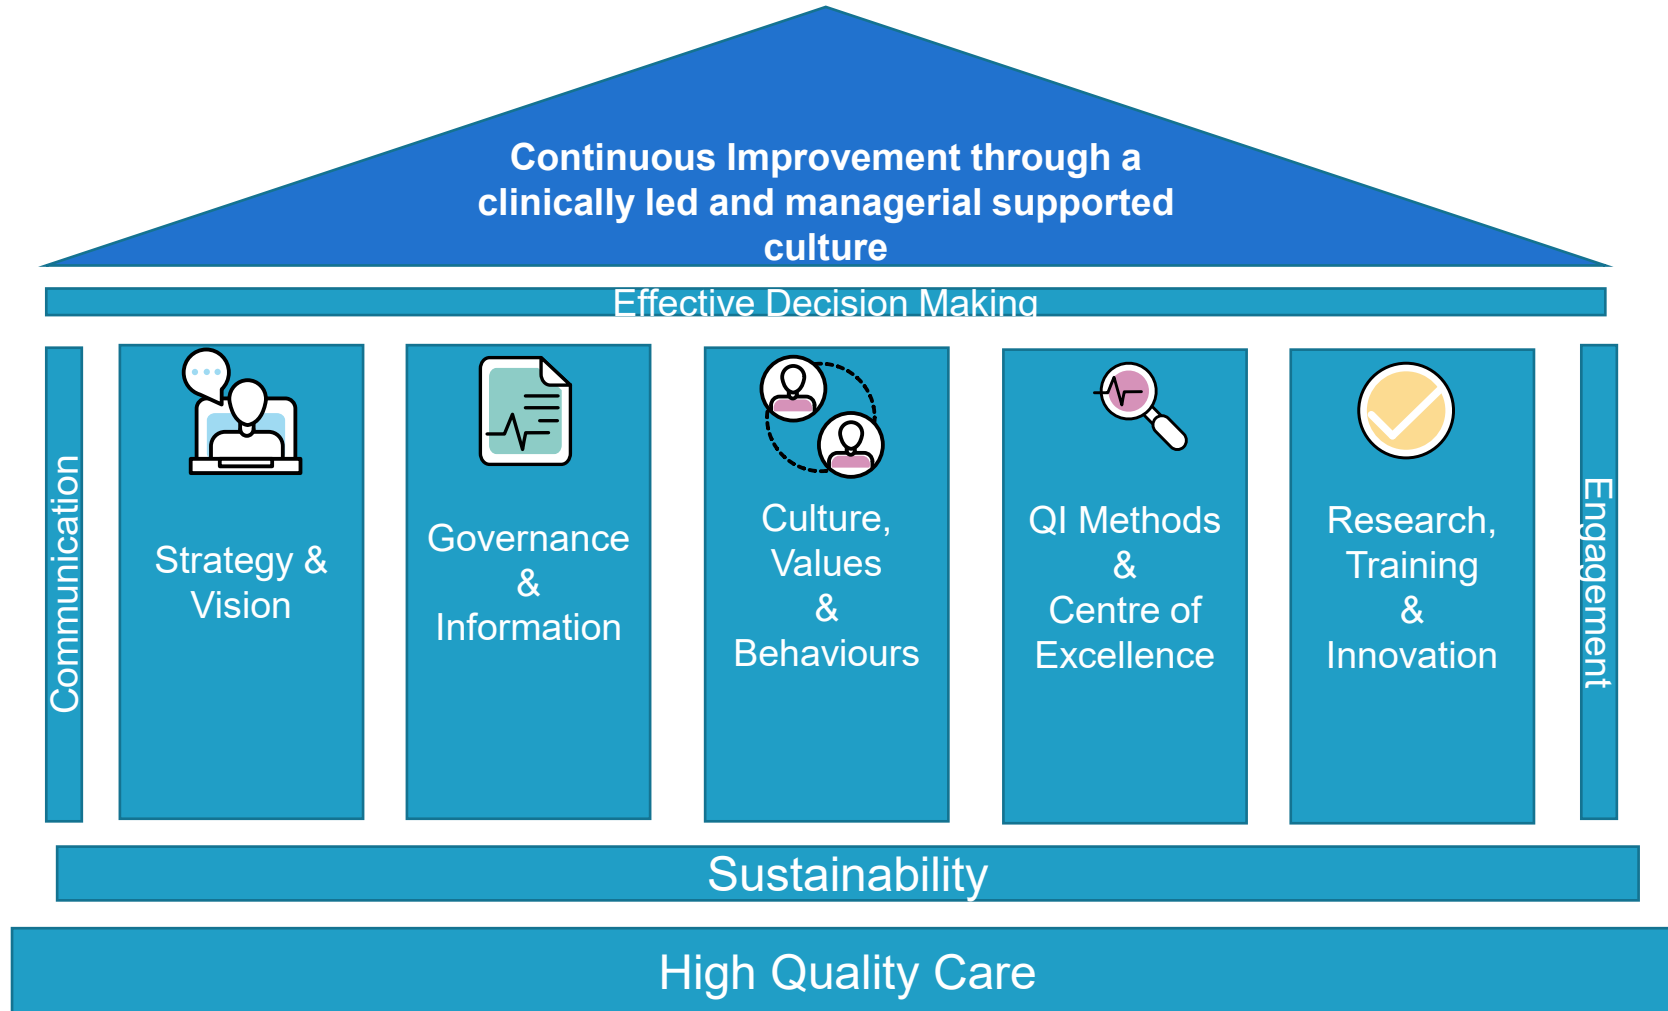 Continuous Improvement through a
clinically led and managerial supported
culture
Effective Decision Making
Communication
Strategy &
Vision
Governance
&
Information
Culture,
Values
&
Behaviours
QI Methods
&
Centre of
Excellence
Research,
Training
&
Innovation
Engagement
Sustainability
High Quality Care